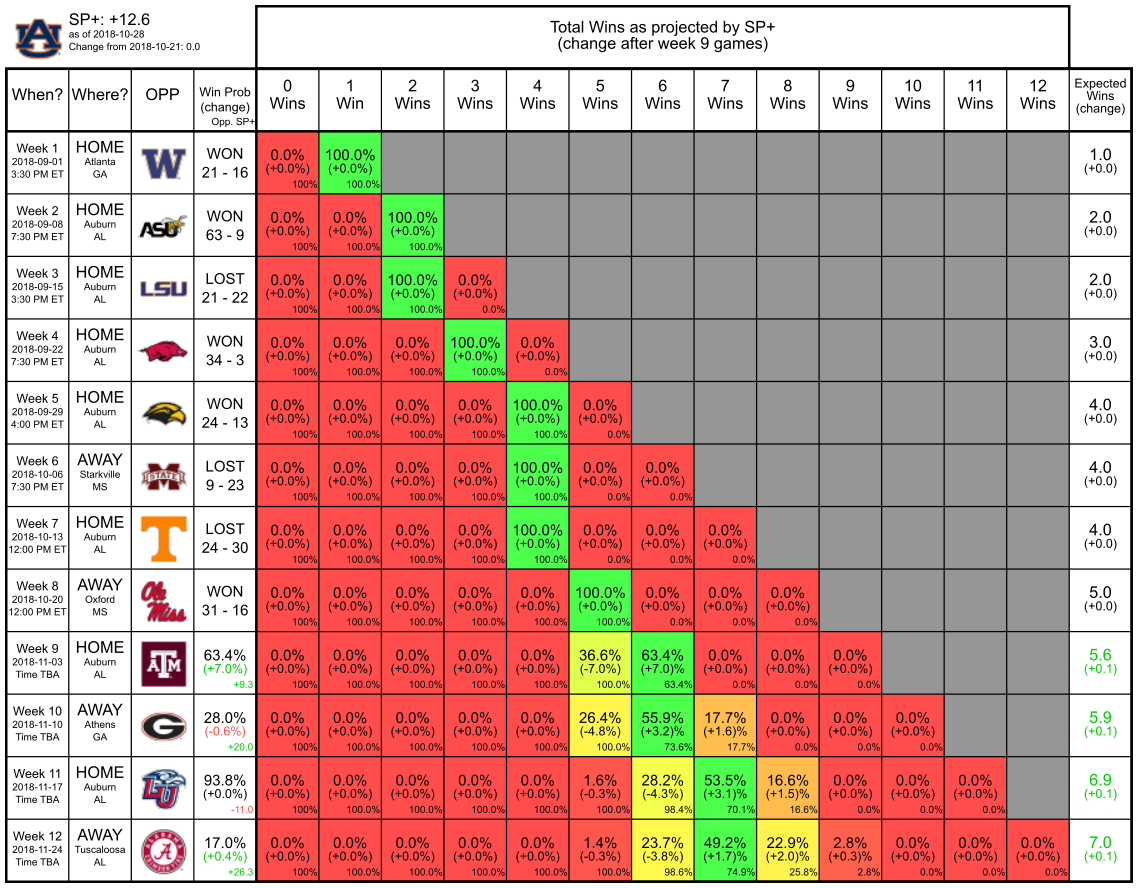 SP+: +12.6
as of 2018-10-28
Change from 2018-10-21: 0.0
Total Wins as projected by SP+
(change after week 9 games)
When? Where? OPP Win Prob (change) Opp. SP+ 0 Wins 1 Win 2 Wins 3 Wins 4 Wins 5 Wins 6 Wins 7 Wins 8 Wins 9 Wins 10 Wins 11 Wins 12 Wins Expected Wins (change)
Week 1 HOME WON 0.0% 100.0% 1.0
2018-09-01 Atlanta W (+0.0%) (+0.0%) (+0.0)
3:30 PM ET GA 21 - 16 100% 100.0%
Week 2 HOME WON 0.0% 0.0% 100.0% 2.0
2018-09-08 Auburn ASU (+0.0%) (+0.0%) (+0.0%) (+0.0)
7:30 PM ET AL 63 - 9 100% 100.0% 100.0%
Week 3 HOME LOST 0.0% 0.0% 100.0% 0.0% 2.0
2018-09-15 Auburn LSU (+0.0%) (+0.0%) (+0.0%) (+0.0%) (+0.0)
3:30 PM ET AL 21 - 22 100% 100.0% 100.0% 0.0%
Week 4 HOME WON 0.0% 0.0% 0.0% 100.0% 0.0% 3.0
2018-09-22 Auburn (+0.0%) (+0.0%) (+0.0%) (+0.0%) (+0.0%) (+0.0)
7:30 PM ET AL 34 - 3 100% 100.0% 100.0% 100.0% 0.0%
Week 5 HOME WON 0.0% 0.0% 0.0% 0.0% 100.0% 0.0% 4.0
2018-09-29 Auburn (+0.0%) (+0.0%) (+0.0%) (+0.0%) (+0.0%) (+0.0%) (+0.0)
4:00 PM ET AL 24 - 13 100% 100.0% 100.0% 100.0% 100.0% 0.0%
Week 6 AWAY LOST 0.0% 0.0% 0.0% 0.0% 100.0% 0.0% 0.0% 4.0
2018-10-06 Starkville STATE (+0.0%) (+0.0%) (+0.0%) (+0.0%) (+0.0%) (+0.0%) (+0.0%) (+0.0)
7:30 PM ET MS 9 - 23 100% 100.0% 100.0% 100.0% 100.0% 0.0% 0.0%
Week 7 HOME LOST 0.0% 0.0% 0.0% 0.0% 100.0% 0.0% 0.0% 0.0% 4.0
2018-10-13 Auburn T (+0.0%) (+0.0%) (+0.0%) (+0.0%) (+0.0%) (+0.0%) (+0.0%) (+0.0%) (+0.0)
12:00 PM ET AL 24 - 30 100% 100.0% 100.0% 100.0% 100.0% 0.0% 0.0% 0.0%
Week 8 AWAY WON 0.0% 0.0% 0.0% 0.0% 0.0% 100.0% 0.0% 0.0% 0.0% 5.0
2018-10-20 Oxford Ole Miss (+0.0%) (+0.0%) (+0.0%) (+0.0%) (+0.0%) (+0.0%) (+0.0%) (+0.0%) (+0.0%) (+0.0)
12:00 PM ET MS 31 - 16 100% 100.0% 100.0% 100.0% 100.0% 100.0% 0.0% 0.0% 0.0%
Week 9 HOME 63.4% 0.0% 0.0% 0.0% 0.0% 0.0% 36.6% 63.4% 0.0% 0.0% 0.0% 5.6
2018-11-03 Auburn ATM (+7.0%) (+0.0%) (+0.0%) (+0.0%) (+0.0%) (+0.0%) (-7.0%) (+7.0)% (+0.0%) (+0.0%) (+0.0%) (+0.1)
Time TBA AL +9.3 100% 100.0% 100.0% 100.0% 100.0% 100.0% 63.4% 0.0% 0.0% 0.0%
Week 10 AWAY 28.0% 0.0% 0.0% 0.0% 0.0% 0.0% 26.4% 55.9% 17.7% 0.0% 0.0% 0.0% 5.9
2018-11-10 Athens G (-0.6%) (+0.0%) (+0.0%) (+0.0%) (+0.0%) (+0.0%) (-4.8%) (+3.2)% (+1.6)% (+0.0%) (+0.0%) (+0.0%) (+0.1)
Time TBA GA +20.0 100% 100.0% 100.0% 100.0% 100.0% 100.0% 73.6% 17.7% 0.0% 0.0% 0.0%
Week 11 HOME 93.8% 0.0% 0.0% 0.0% 0.0% 0.0% 1.6% 28.2% 53.5% 16.6% 0.0% 0.0% 0.0% 6.9
2018-11-17 Auburn LU (+0.0%) (+0.0%) (+0.0%) (+0.0%) (+0.0%) (+0.0%) (-0.3%) (-4.3%) (+3.1)% (+1.5)% (+0.0%) (+0.0%) (+0.0%) (+0.1)
Time TBA AL -11.0 100% 100.0% 100.0% 100.0% 100.0% 100.0% 98.4% 70.1% 16.6% 0.0% 0.0% 0.0%
Week 12 AWAY 17.0% 0.0% 0.0% 0.0% 0.0% 0.0% 1.4% 23.7% 49.2% 22.9% 2.8% 0.0% 0.0% 0.0% 7.0
2018-11-24 Tuscaloosa A (+0.4%) (+0.0%) (+0.0%) (+0.0%) (+0.0%) (+0.0%) (-0.3%) (-3.8%) (+1.7)% (+2.0)% (+0.3)% (+0.0%) (+0.0%) (+0.0%) (+0.1)
Time TBA AL +26.3 100% 100.0% 100.0% 100.0% 100.0% 100.0% 98.6% 74.9% 25.8% 2.8% 0.0% 0.0% 0.0%